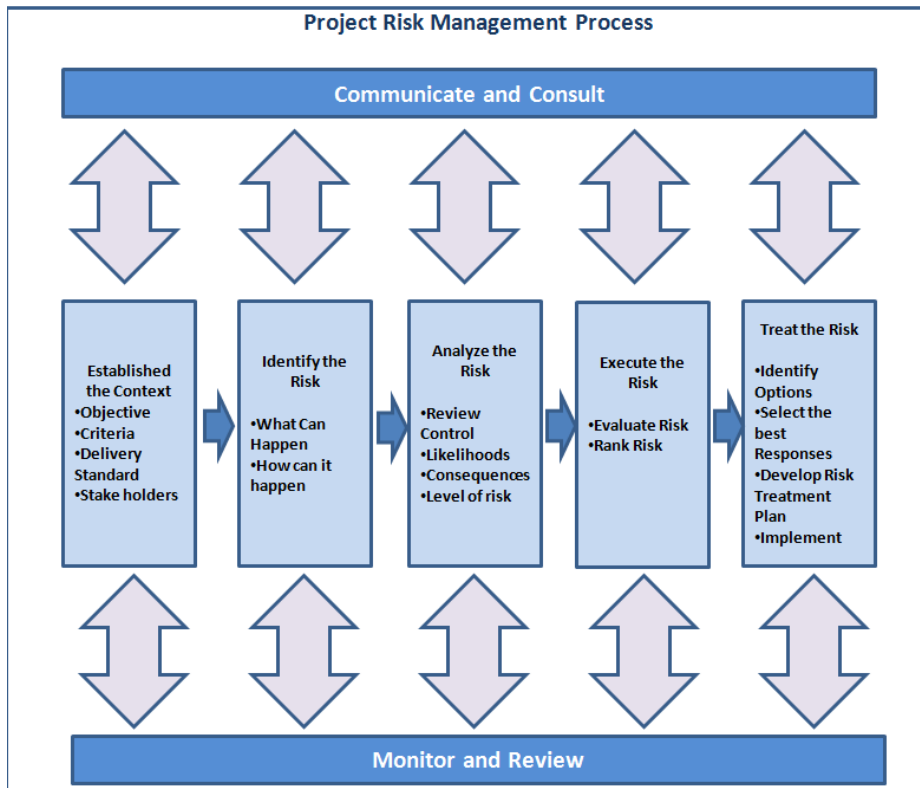 Project Risk Management Process
Communicate and Consult
Established
the Context
•Objective
•Criteria
•Delivery
Standard
•Stake holders
Identify the
Risk
•What Can
Happen
•How can it
happen
Analyze the
Risk
•Review
Control
•Likelihoods
•Consequences
•Level of risk
Execute the
Risk
•Evaluate Risk
•Rank Risk
Treat the Risk
•Identify
Options
•Select the
best
Responses
•Develop Risk
Treatment
Plan
•Implement
Monitor and Review